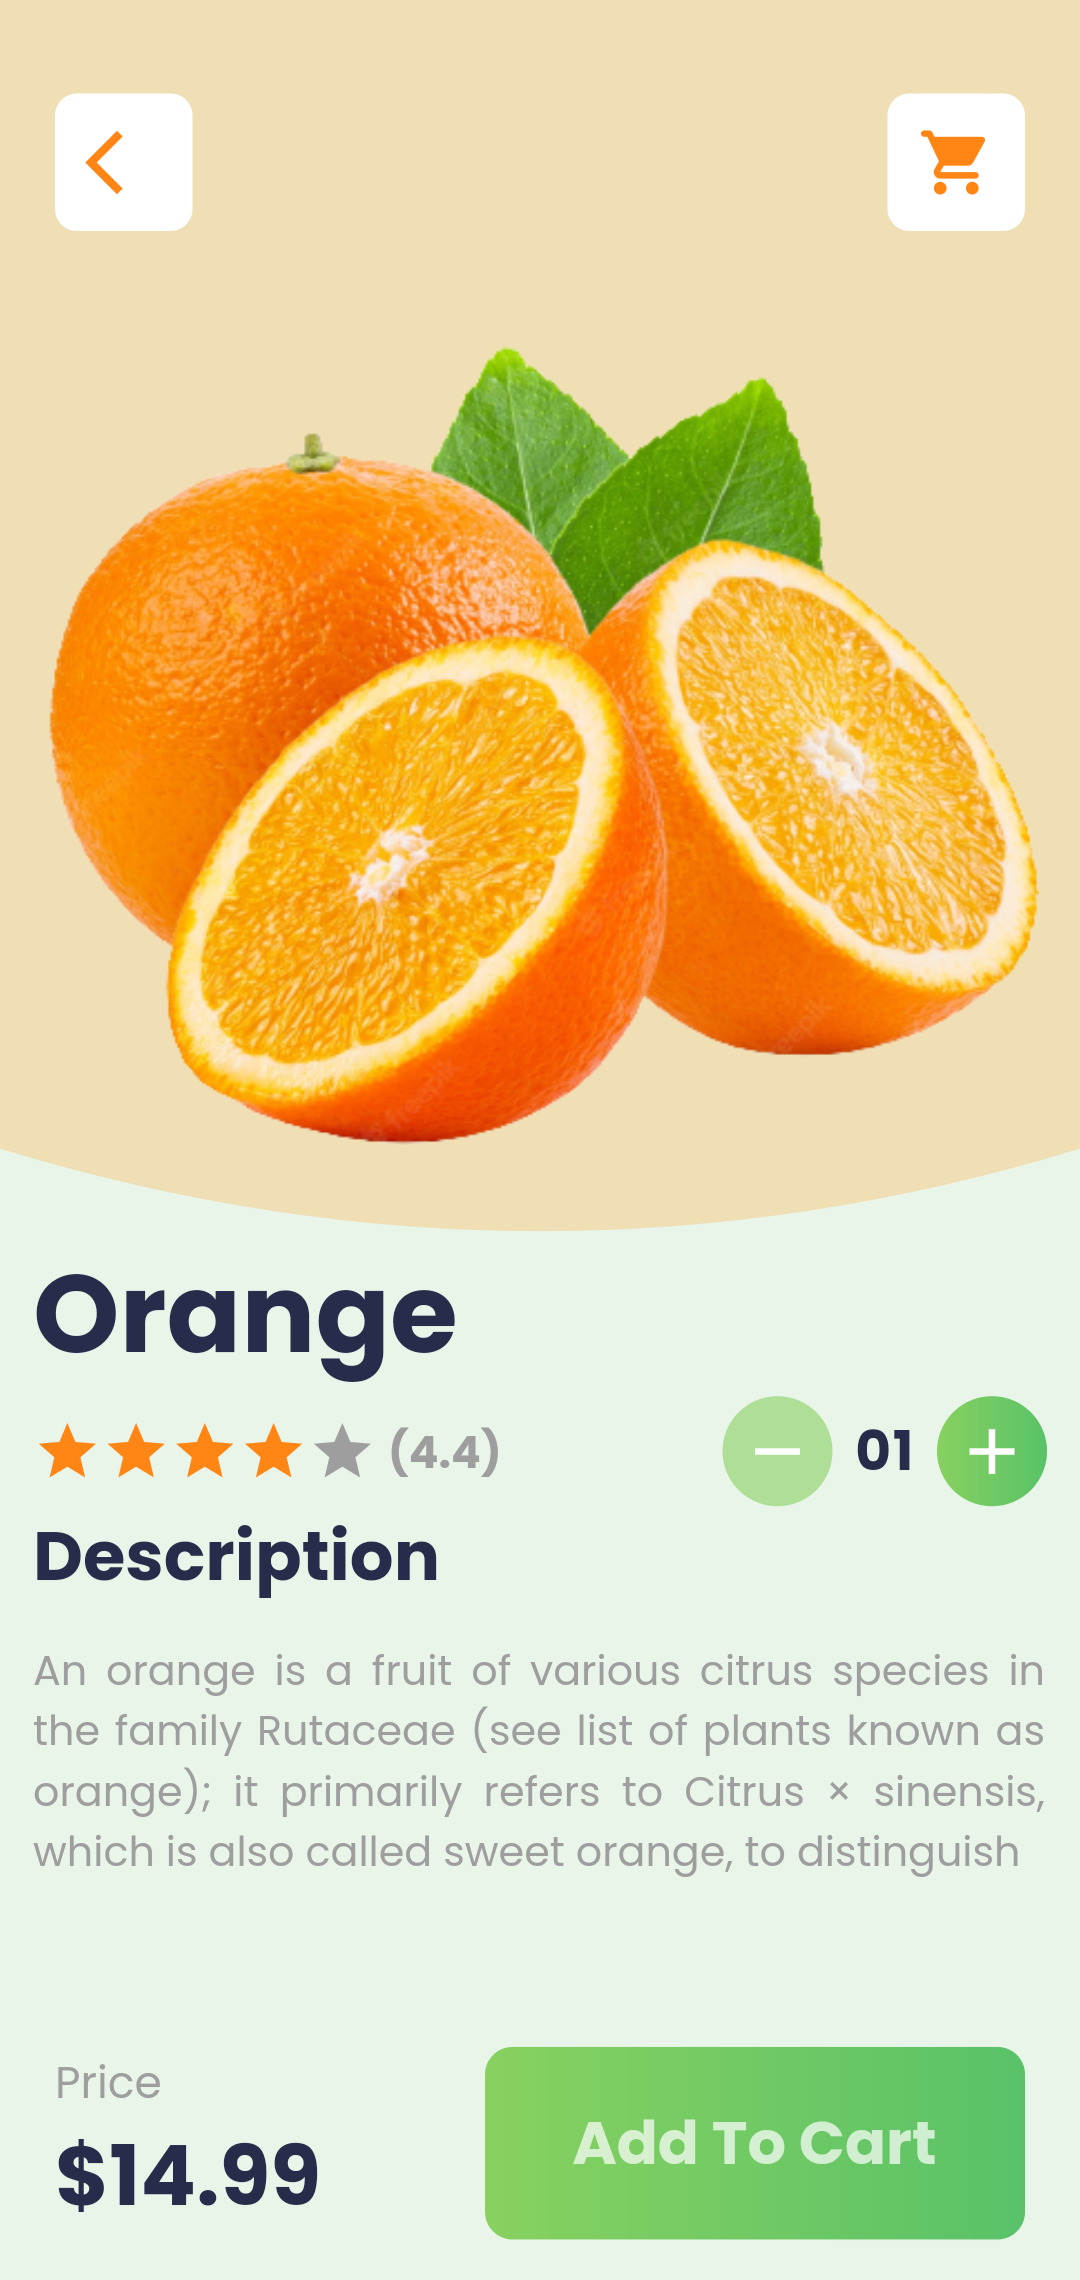 Orange
(4.4)
01
Description
An orange is a fruit of various citrus species in
the family Rutaceae (see list of plants known as
orange); it primarily refers to Citrus × sinensis,
which is also called sweet orange, to distinguish
Price
$14.99
Add To Cart